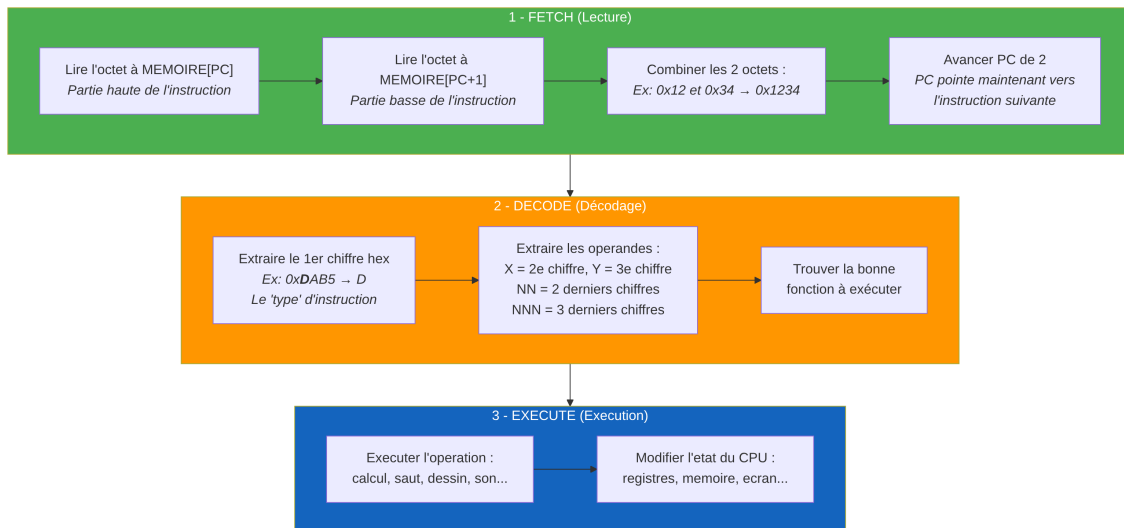 1 - FETCH (Lecture)
Lire l'octet à MEMOIRE[PC]
Partie haute de l'instruction
Lire l'octet à
MEMOIRE[PC+1]
Partie basse de l'instruction
Combiner les 2 octets :
Ex: 0x12 et 0x34 → 0x1234
Avancer PC de 2
PC pointe maintenant vers
l'instruction suivante
2 - DECODE (Décodage)
Extraire le 1er chiffre hex
Ex: 0xDAB5 → D
Le 'type' d'instruction
Extraire les operandes :
X = 2e chiffre, Y = 3e chiffre
NN = 2 derniers chiffres
NNN = 3 derniers chiffres
Trouver la bonne
fonction à exécuter
3 - EXECUTE (Execution)
Executer l'operation :
calcul, saut, dessin, son...
Modifier l'etat du CPU :
registres, memoire, ecran...